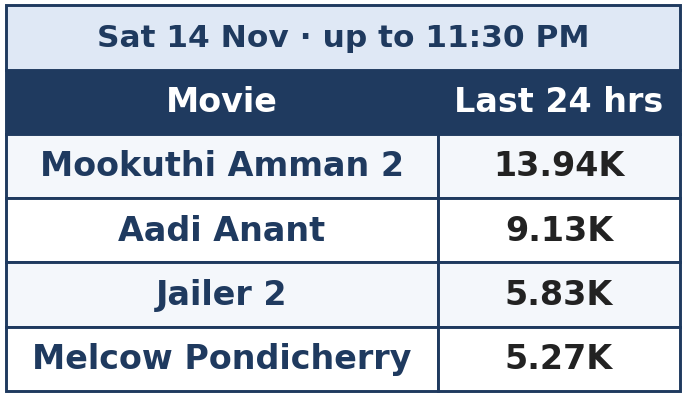 Sat 14 Nov · up to 11:30 PM
Movie Last 24 hrs
Mookuthi Amman 2 13.94K
Aadi Anant 9.13K
Jailer 2 5.83K
Melcow Pondicherry 5.27K